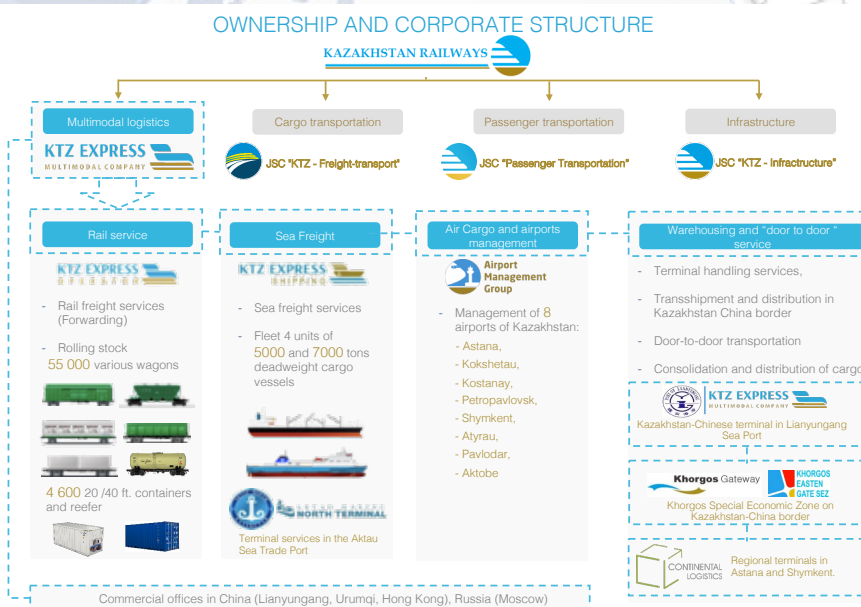 OWNERSHIP AND CORPORATE STRUCTURE
KAZAKHSTAN RAILWAYS
Multimodal logistics
Cargo transportation
Passenger transportation
Infrastructure
KTZ EXPRESS
MULTIMODAL COMPANY
JSC "KTZ - Freight-transport"
JSC "Passenger Transportation"
JSC "KTZ - Infractructure"
Rail service
KTZ EXPRESS
OPERATOR
- Rail freight services
(Forwarding)
- Rolling stock
55 000 various wagons
4 600 20 /40 ft. containers
and reefer
Sea Freight
KTZ EXPRESS
SHIPPING
- Sea freight services
- Fleet 4 units of
5000 and 7000 tons
deadweight cargo
vessels
NORTH TERMINAL
Terminal services in the Aktau
Sea Trade Port
Air Cargo and airports
management
Airport
Management
Group
- Management of 8
airports of Kazakhstan:
- Astana,
- Kokshetau,
- Kostanay,
- Petropavlovsk,
- Shymkent,
- Atyrau,
- Pavlodar,
- Aktobe
Warehousing and "door to door "
service
- Terminal handling services,
- Transshipment and distribution in
Kazakhstan China border
- Door-to-door transportation
- Consolidation and distribution of cargo
KTZ EXPRESS
MULTIMODAL COMPANY
Kazakhstan-Chinese terminal in Lianyungang
Sea Port
Khorgos Gateway
KHORGOS
EASTEN
GATE SEZ
Khorgos Special Economic Zone on
Kazakhstan-China border
CONTINENTAL
LOGISTICS
Regional terminals in
Astana and Shymkent.
Commercial offices in China (Lianyungang, Urumqi, Hong Kong), Russia (Moscow)